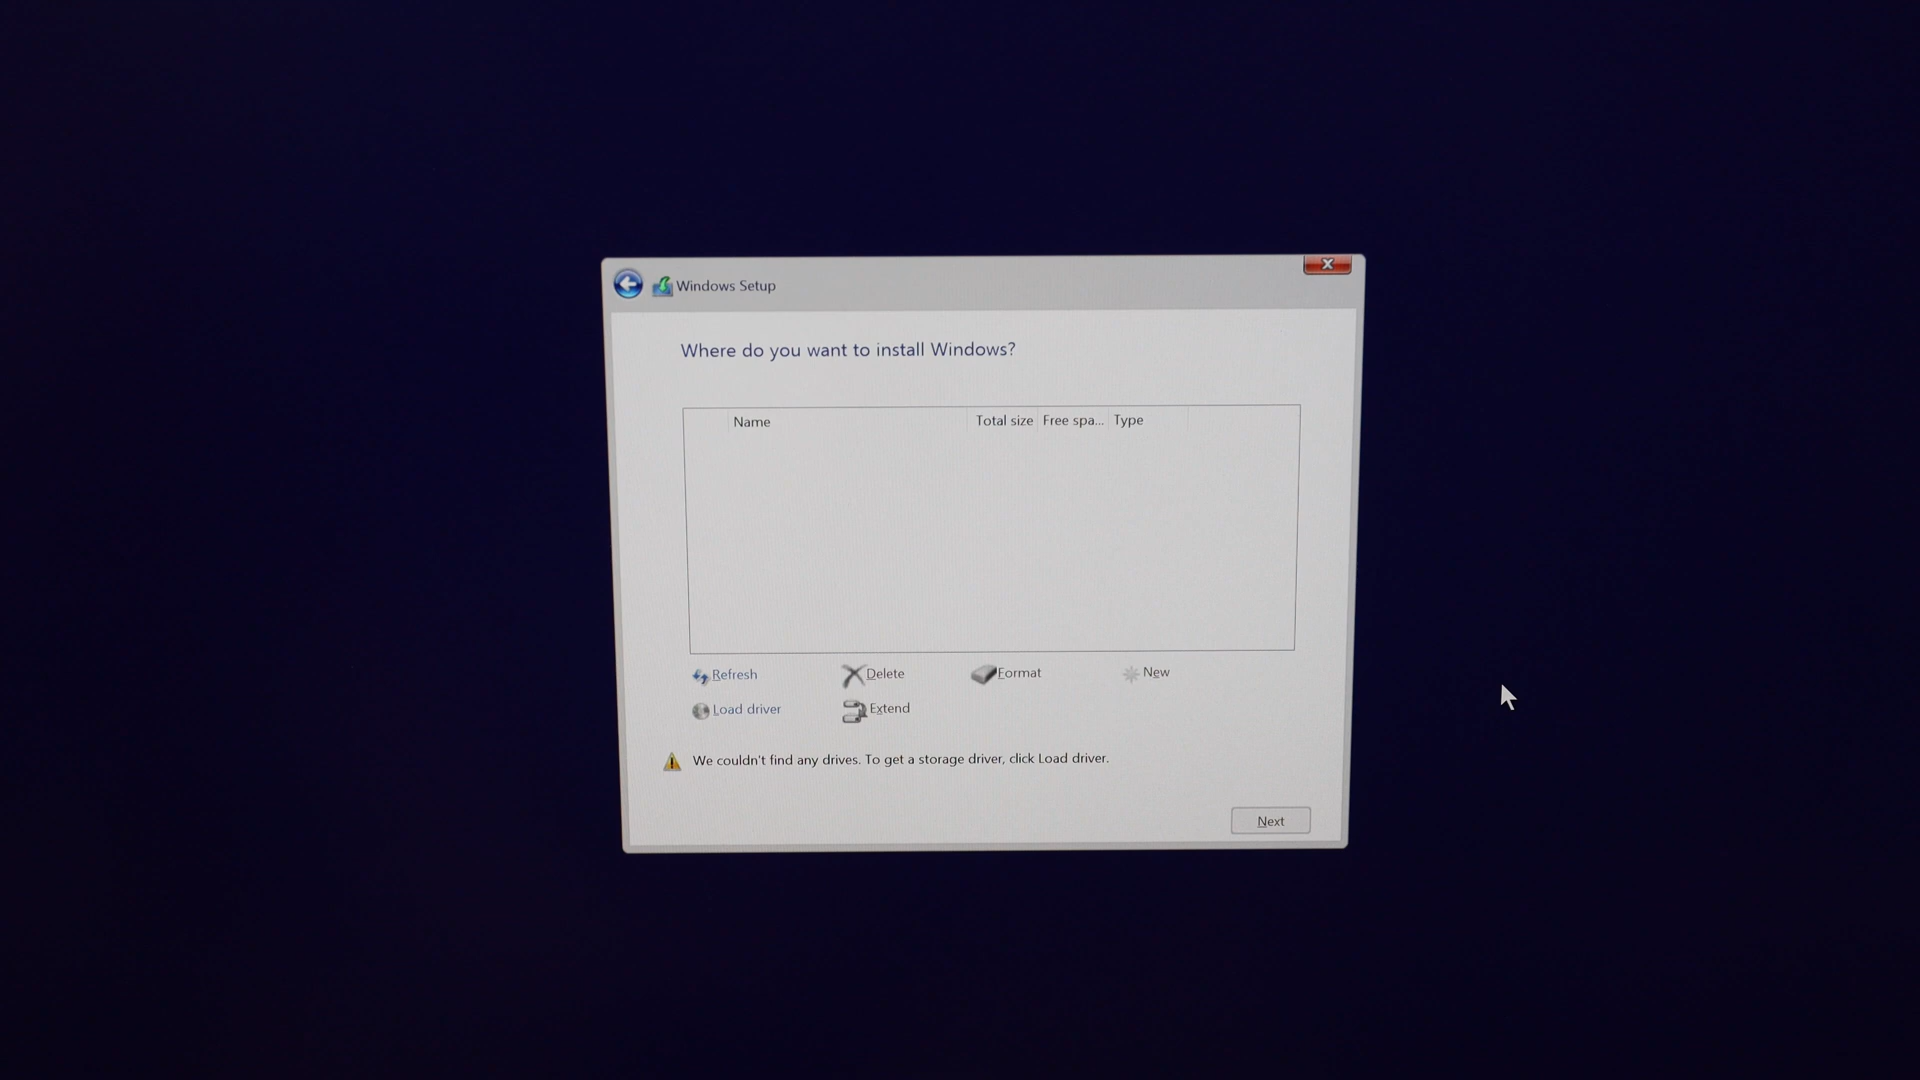 Windows Setup
Where do you want to install Windows?
Name Total size Free spa... Type
Refresh Delete Format New
Load driver Extend
We couldn't find any drives. To get a storage driver, click Load driver.
Next